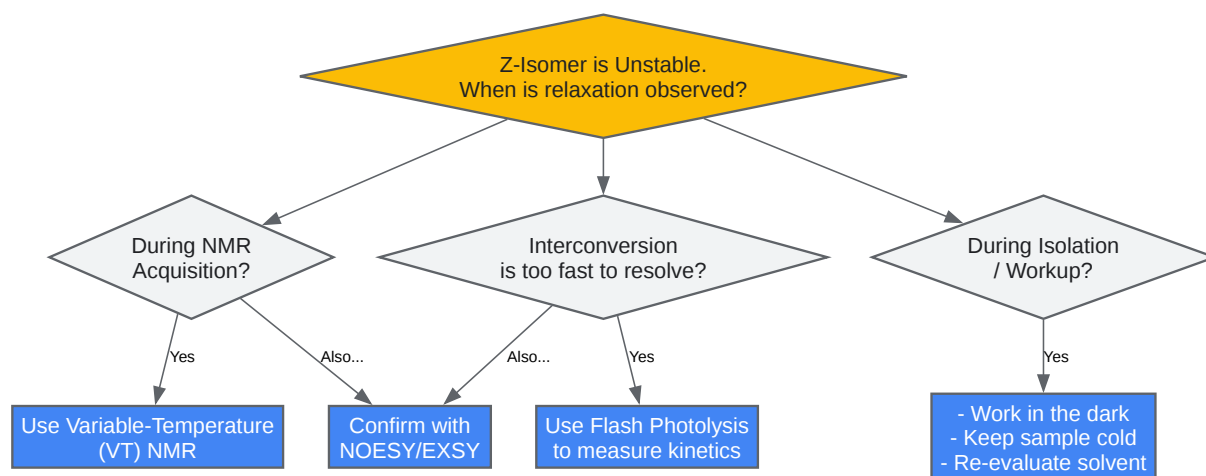 Z-Isomer is Unstable.
When is relaxation observed?
During NMR
Acquisition?
Interconversion
is too fast to resolve?
During Isolation
/ Workup?
Yes
Also...
Also...
Yes
Yes
Use Variable-Temperature
(VT) NMR
Confirm with
NOESY/EXSY
Use Flash Photolysis
to measure kinetics
- Work in the dark
- Keep sample cold
- Re-evaluate solvent